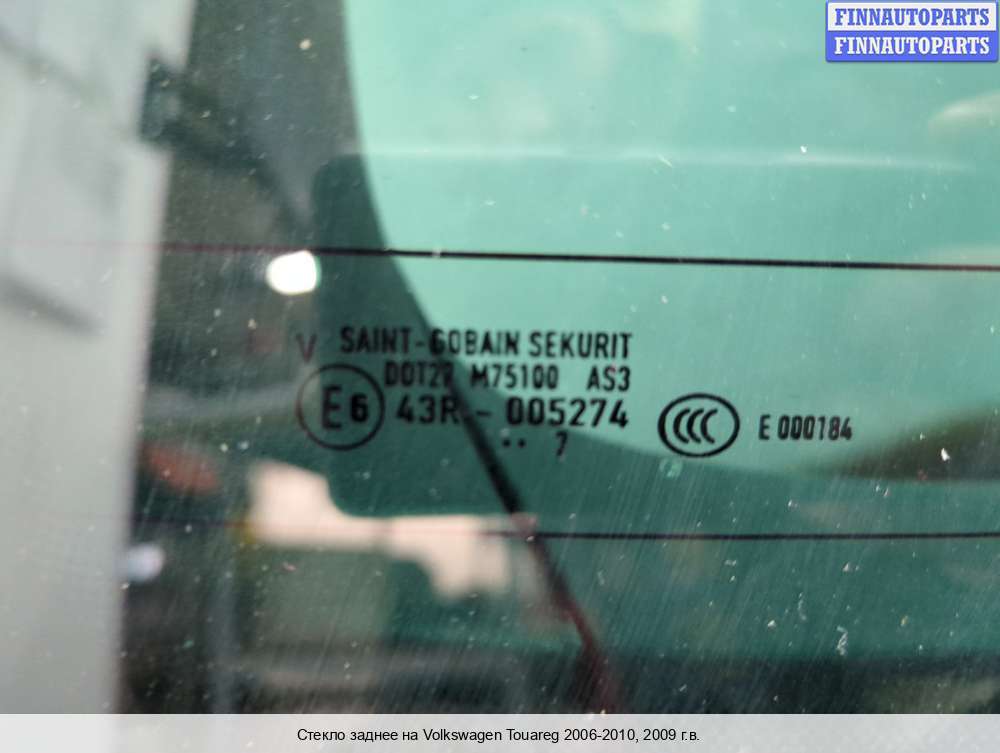 FINNAUTOPARTS
FINNAUTOPARTS
V SAINT-GOBAIN SEKURIT
DOT27 M75100 AS3
E6 43R - 005274
CCC E 000184
.. 7
Стекло заднее на Volkswagen Touareg 2006-2010, 2009 г.в.